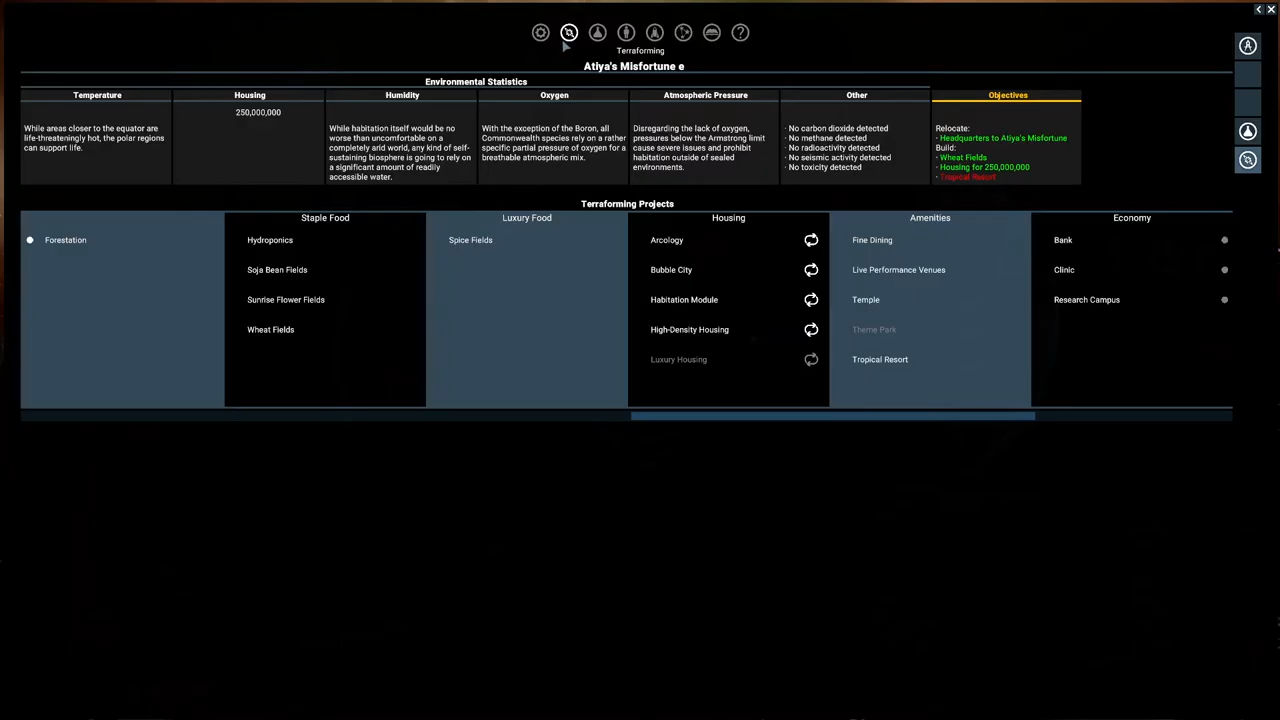 Terraforming
Atiya's Misfortune e
Environmental Statistics
Temperature
Housing
Humidity
Oxygen
Atmospheric Pressure
Other
Objectives
While areas closer to the equator are
life-threateningly hot, the polar regions
can support life.
250,000,000
While habitation itself would be no
worse than uncomfortable on a
completely arid world, any kind of self-
sustaining biosphere is going to rely on
a significant amount of readily
accessible water.
With the exception of the Boron, all
Commonwealth species rely on a rather
specific partial pressure of oxygen for a
breathable atmospheric mix.
Disregarding the lack of oxygen,
pressures below the Armstrong limit
cause severe issues and prohibit
habitation outside of sealed
environments.
· No carbon dioxide detected
· No methane detected
· No radioactivity detected
· No seismic activity detected
· No toxicity detected
Relocate:
· Headquarters to Atiya's Misfortune
Build:
· Wheat Fields
· Housing for 250,000,000
· Tropical Resort
Terraforming Projects
Forestation
Staple Food
Hydroponics
Soja Bean Fields
Sunrise Flower Fields
Wheat Fields
Luxury Food
Spice Fields
Housing
Arcology
Bubble City
Habitation Module
High-Density Housing
Luxury Housing
Amenities
Fine Dining
Live Performance Venues
Temple
Theme Park
Tropical Resort
Economy
Bank
Clinic
Research Campus